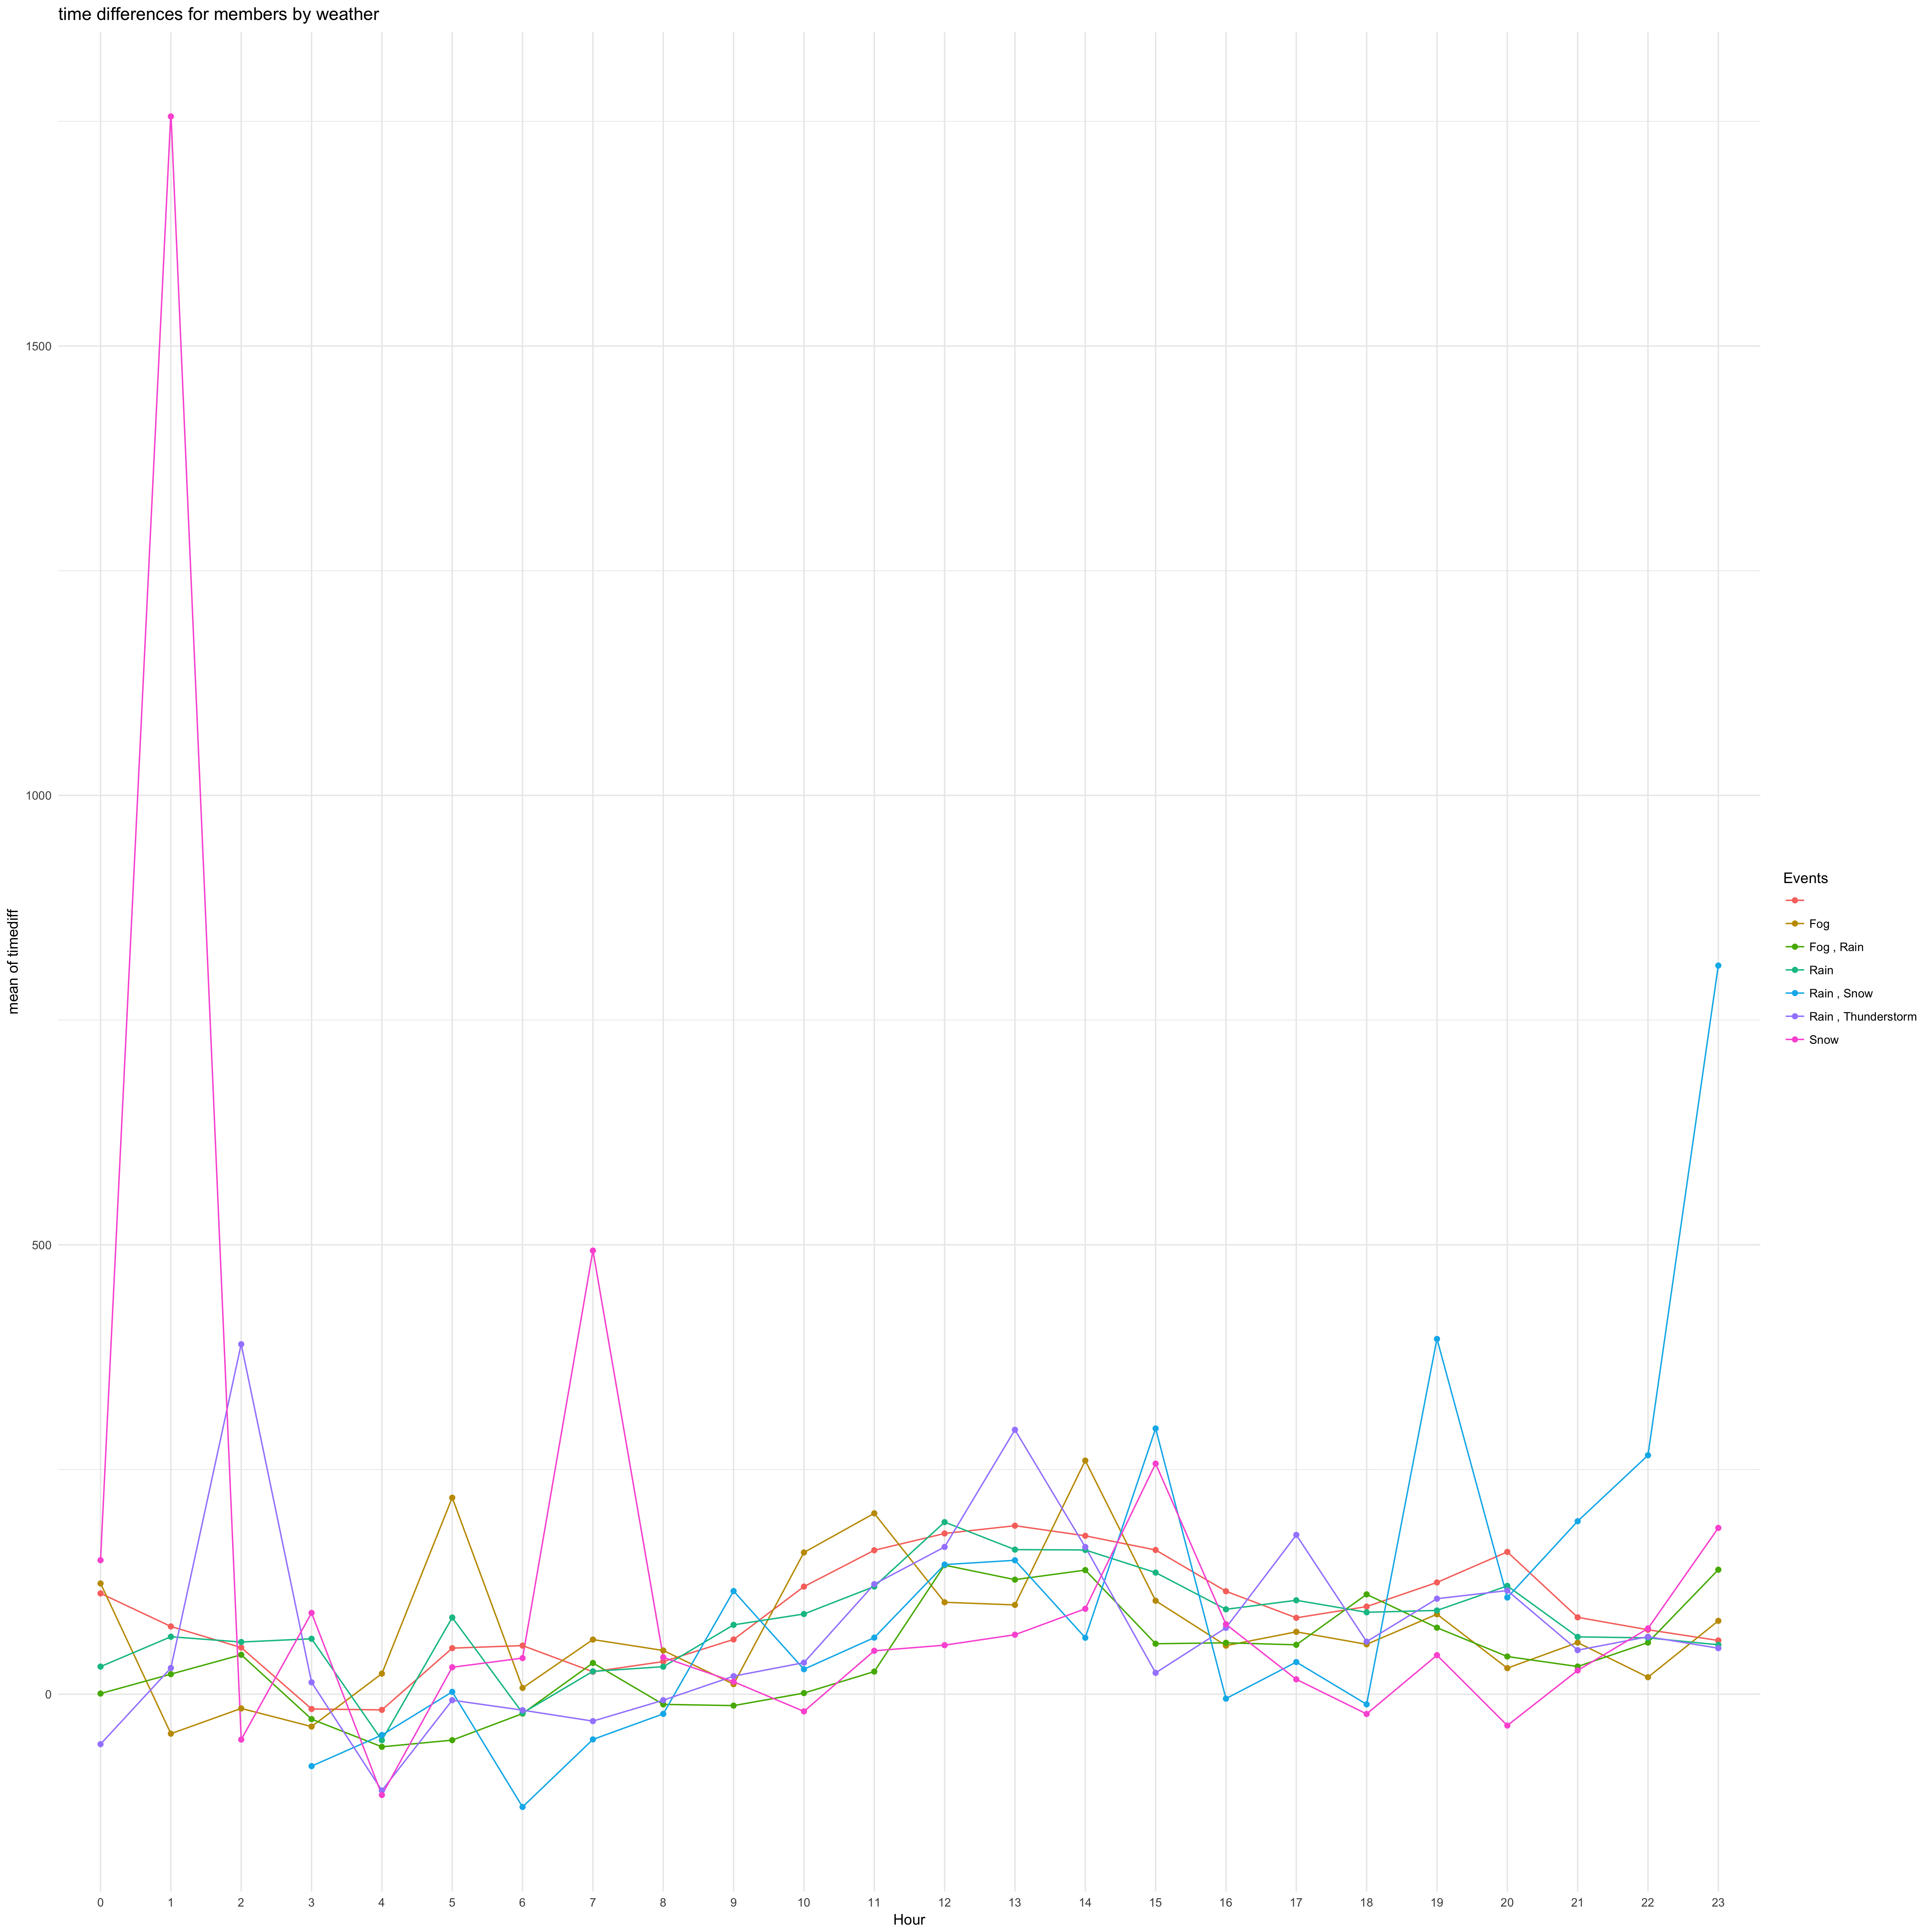 time differences for members by weather
1500
1000
500
0
mean of timediff
0 1 2 3 4 5 6 7 8 9 10 11 12 13 14 15 16 17 18 19 20 21 22 23
Hour
Events
Fog
Fog , Rain
Rain
Rain , Snow
Rain , Thunderstorm
Snow